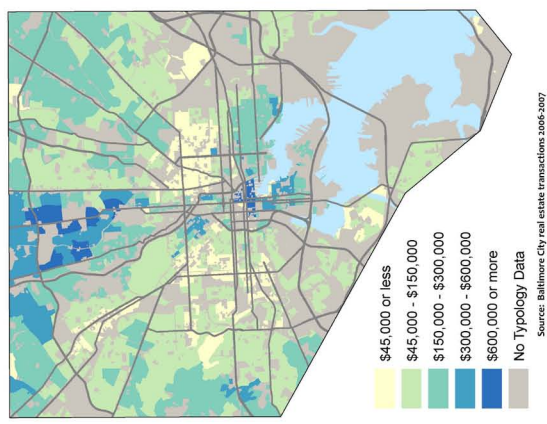 $45,000 or less
$45,000 - $150,000
$150,000 - $300,000
$300,000 - $600,000
$600,000 or more
No Typology Data
Source: Baltimore City real estate transactions 2006-2007